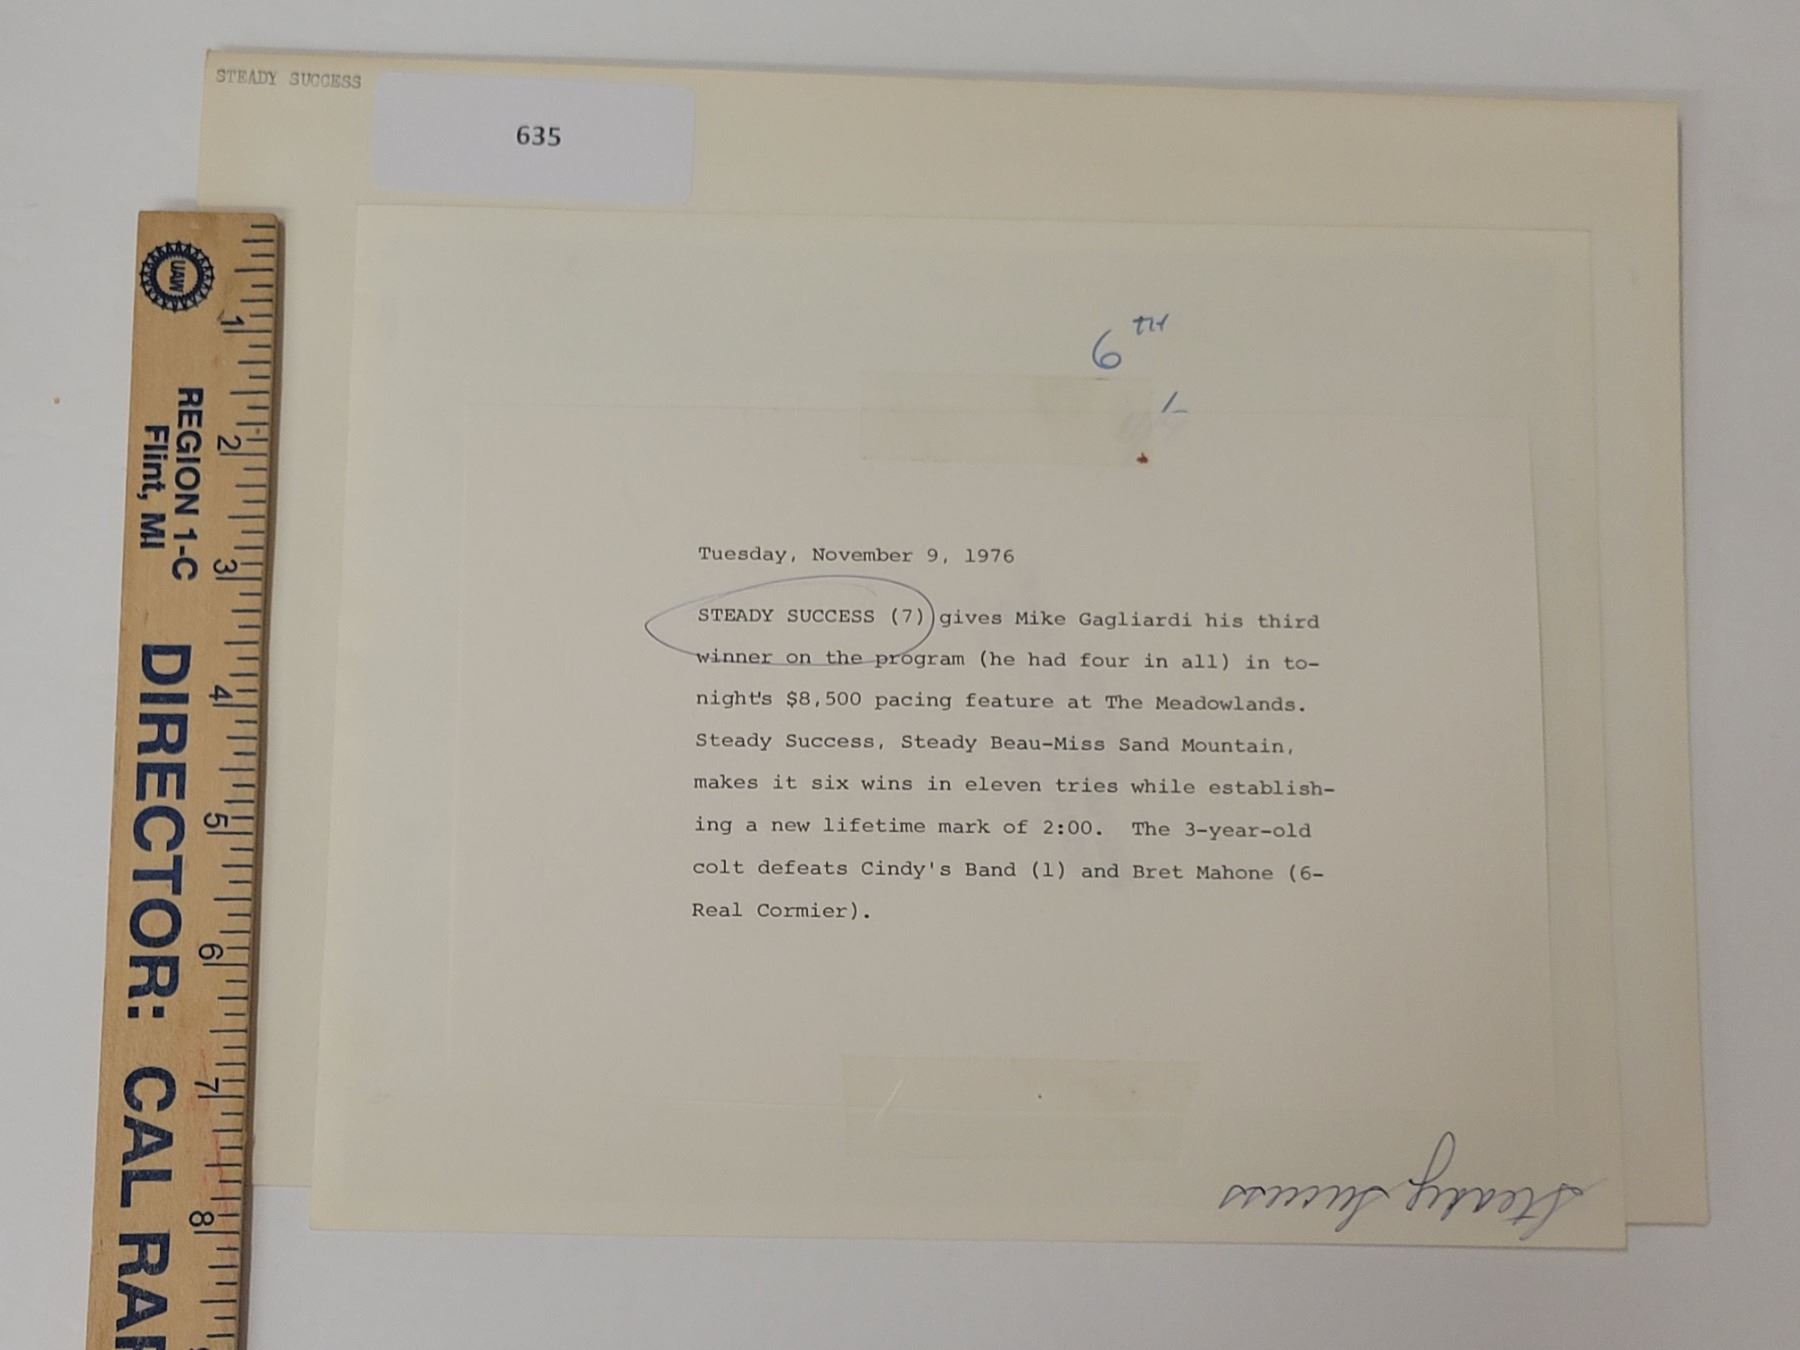 STEADY SUCCESS
635
6TH
Tuesday, November 9, 1976
STEADY SUCCESS (7) gives Mike Gagliardi his third
winner on the program (he had four in all) in to-
night's $8,500 pacing feature at The Meadowlands.
Steady Success, Steady Beau-Miss Sand Mountain,
makes it six wins in eleven tries while establish-
ing a new lifetime mark of 2:00.  The 3-year-old
colt defeats Cindy's Band (1) and Bret Mahone (6-
Real Cormier).
Steady Success
UAW
REGION 1-C
Flint, MI
DIRECTOR: CAL RA
1
2
3
4
5
6
7
8